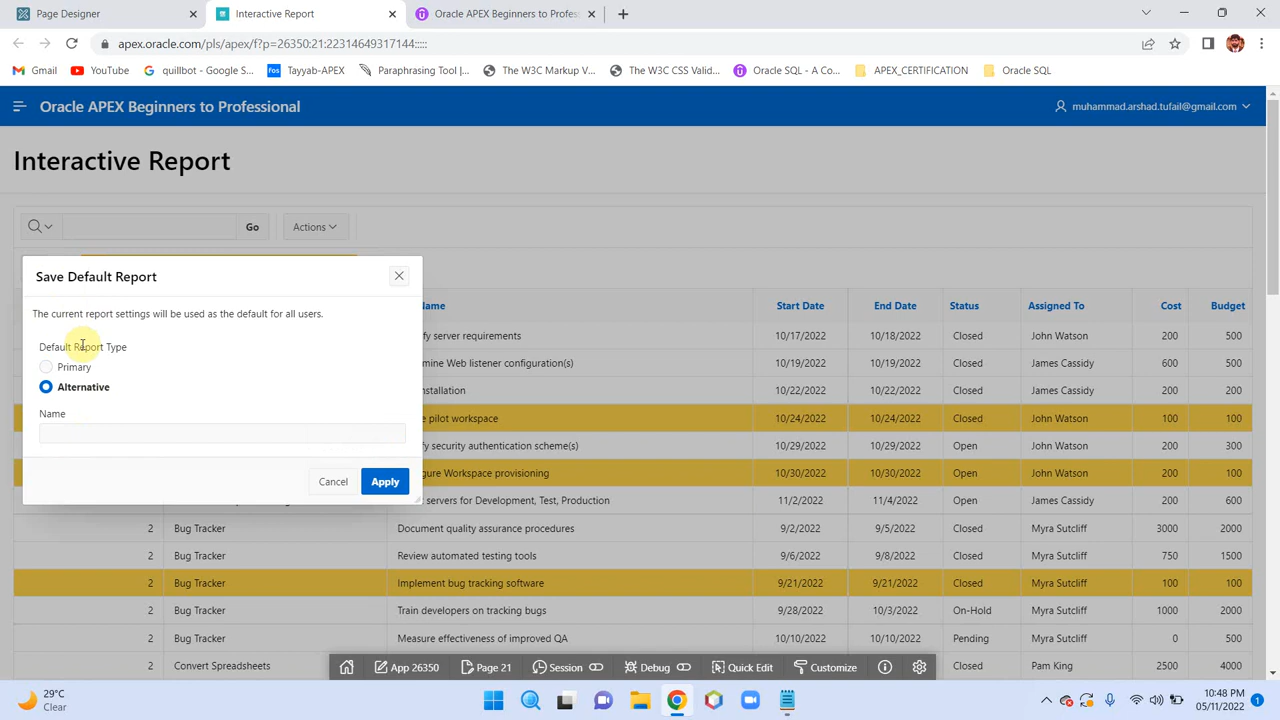 Page Designer
Interactive Report
Oracle APEX Beginners to Profes
apex.oracle.com/pls/apex/f?p=26350:21:22314649317144:::::
Gmail
YouTube
quillbot - Google S...
Fos
Tayyab-APEX
Paraphrasing Tool |...
The W3C Markup V...
The W3C CSS Valid...
Oracle SQL - A Co...
APEX_CERTIFICATION
Oracle SQL
Oracle APEX Beginners to Professional
muhammad.arshad.tufail@gmail.com
Interactive Report
Go
Actions
Save Default Report
The current report settings will be used as the default for all users.
Default Report Type
Primary
Alternative
Name
Cancel
Apply
Name Start Date End Date Status Assigned To Cost Budget
fy server requirements 10/17/2022 10/18/2022 Closed John Watson 200 500
mine Web listener configuration(s) 10/19/2022 10/19/2022 Closed James Cassidy 600 500
nstallation 10/20/2022 10/20/2022 Closed James Cassidy 200 200
e pilot workspace 10/24/2022 10/24/2022 Closed John Watson 100 100
fy security authentication scheme(s) 10/29/2022 10/29/2022 Open John Watson 200 300
gure Workspace provisioning 10/30/2022 10/30/2022 Open John Watson 200 100
servers for Development, Test, Production 11/2/2022 11/4/2022 Open James Cassidy 200 600
2 Bug Tracker Document quality assurance procedures 9/2/2022 9/5/2022 Closed Myra Sutcliff 3000 2000
2 Bug Tracker Review automated testing tools 9/6/2022 9/8/2022 Closed Myra Sutcliff 750 1500
2 Bug Tracker Implement bug tracking software 9/21/2022 9/21/2022 Closed Myra Sutcliff 100 100
2 Bug Tracker Train developers on tracking bugs 9/28/2022 10/3/2022 On-Hold Myra Sutcliff 1000 2000
2 Bug Tracker Measure effectiveness of improved QA 10/10/2022 10/10/2022 Pending Myra Sutcliff 0 500
2 Convert Spreadsheets Closed Pam King 2500 4000
App 26350
Page 21
Session
Debug
Quick Edit
Customize
29°C
Clear
10:48 PM
05/11/2022
1